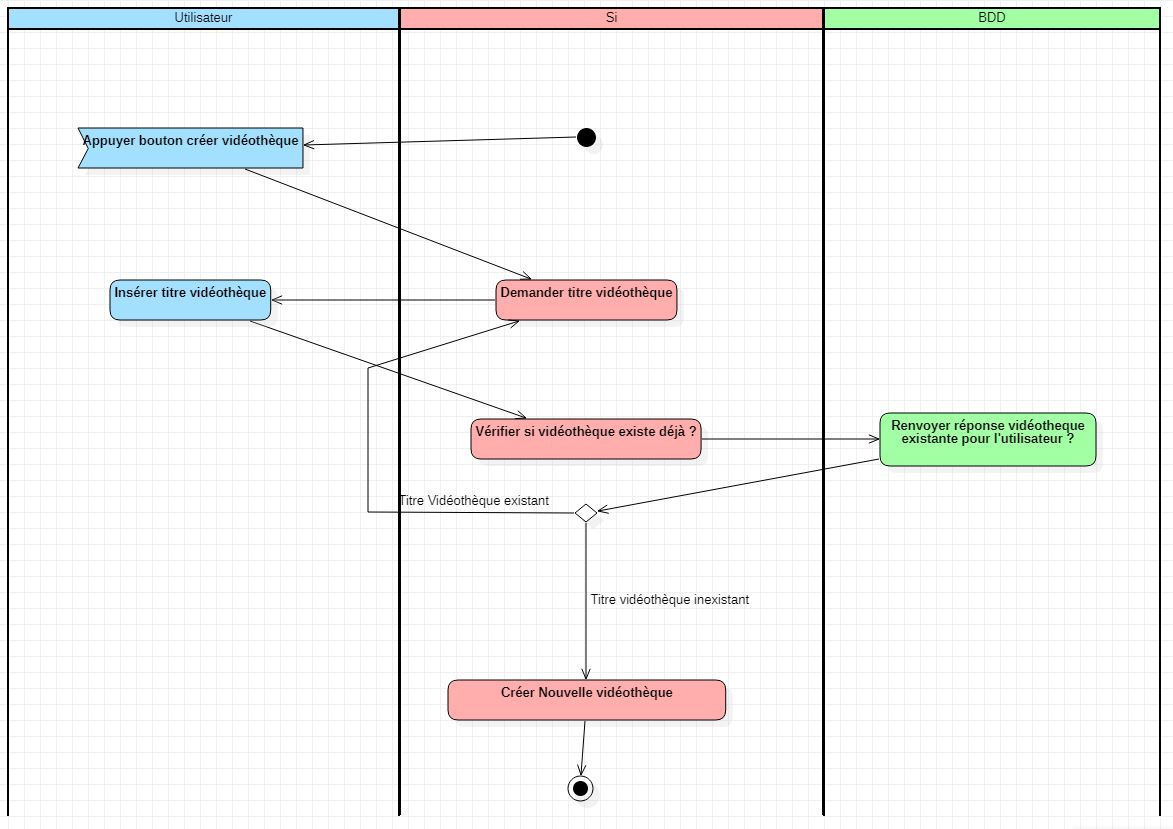 Utilisateur
Si
BDD
Appuyer bouton créer vidéothèque
Insérer titre vidéothèque
Demander titre vidéothèque
Vérifier si vidéothèque existe déjà ?
Renvoyer réponse vidéotheque
existante pour l'utilisateur ?
Titre Vidéothèque existant
Titre vidéothèque inexistant
Créer Nouvelle vidéothèque